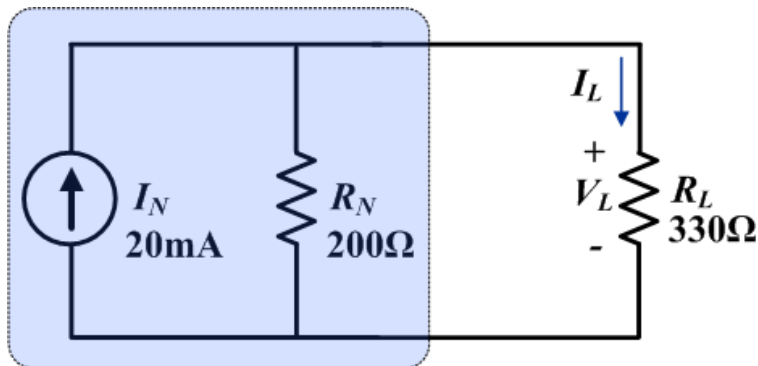 I_L
+
I_N
R_N
V_L
R_L
20mA
200Ω
330Ω
-